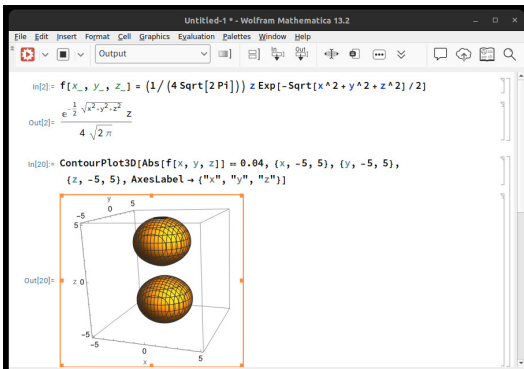 Untitled-1 * - Wolfram Mathematica 13.2
File Edit Insert Format Cell Graphics Evaluation Palettes Window Help
Output
In[2]:= f[x_, y_, z_] = (1 / (4 Sqrt[2 Pi])) z Exp[-Sqrt[x^2 + y^2 + z^2] / 2]
Out[2]= e^(-1/2 √(x²+y²+z²)) z / (4 √(2 π))
In[20]:= ContourPlot3D[Abs[f[x, y, z]] == 0.04, {x, -5, 5}, {y, -5, 5},
{z, -5, 5}, AxesLabel → {"x", "y", "z"}]
Out[20]=
y
-5 0 5
5
z 0
-5
-5 0 5
x